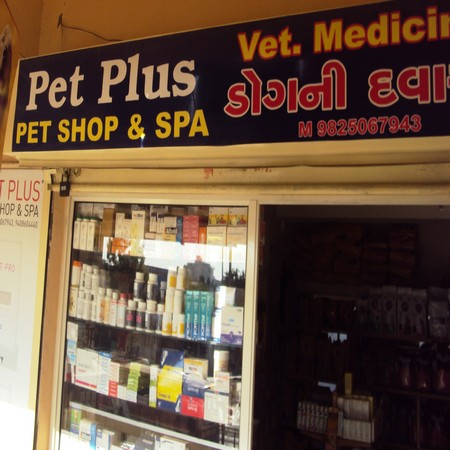 Pet Plus
PET SHOP & SPA
Vet. Medicin
ડોગની દવા
M 9825067943
T PLUS
SHOP & SPA